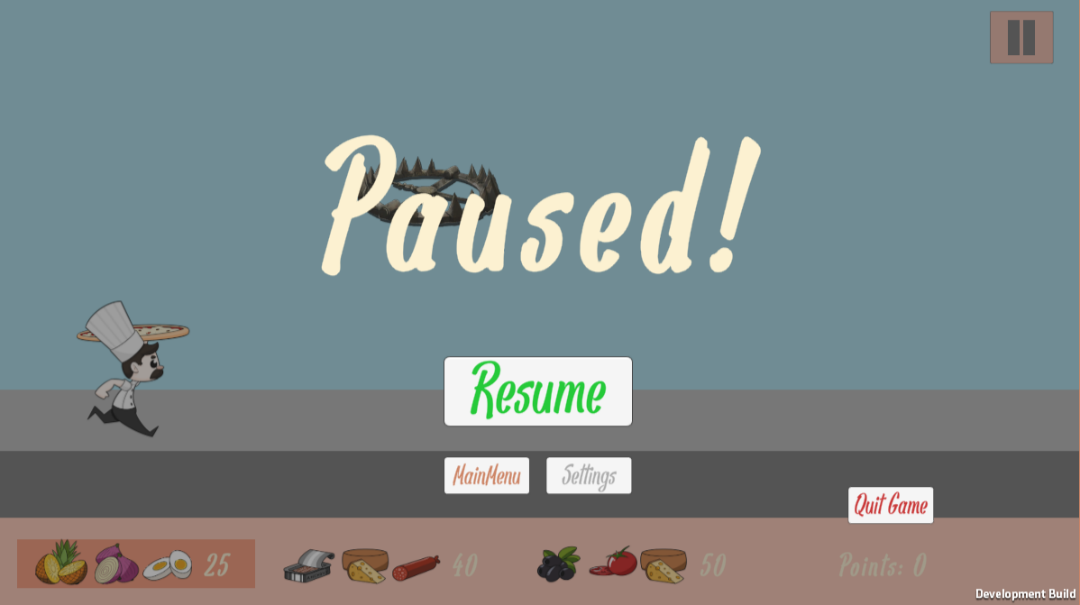 Paused!
Resume
MainMenu
Settings
Quit Game
25
40
50
Points: 0
Development Build